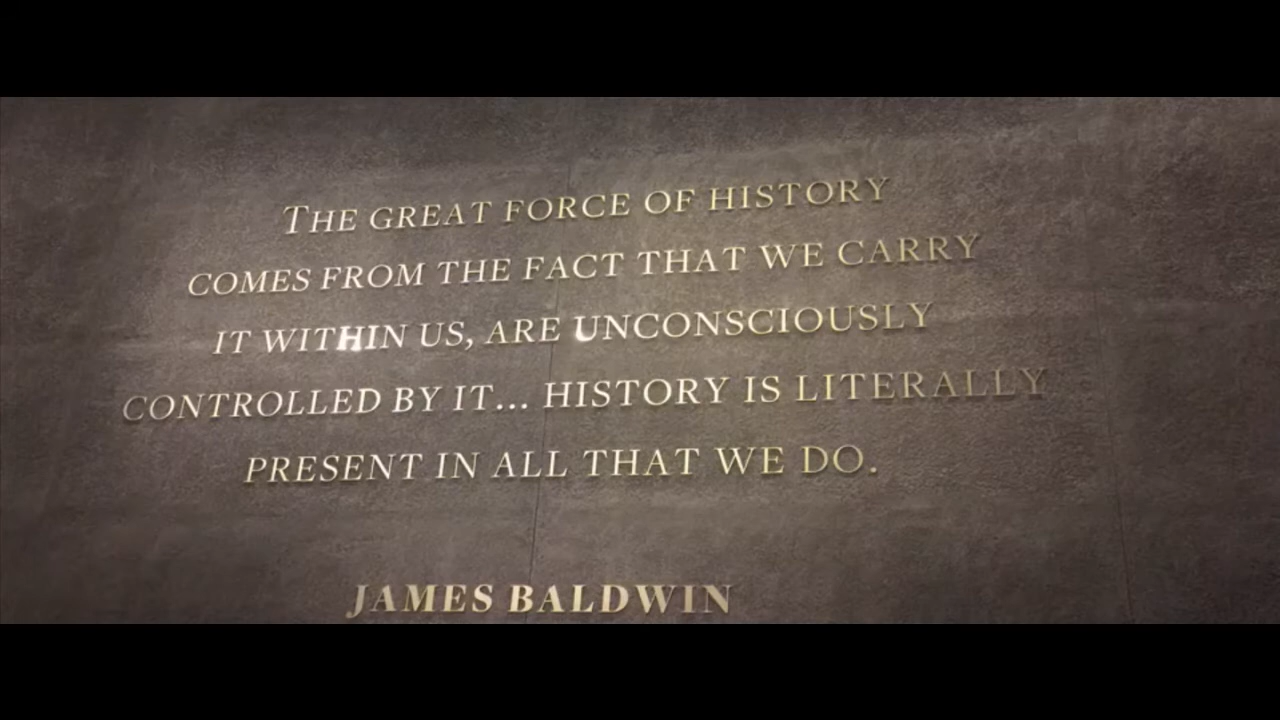 THE GREAT FORCE OF HISTORY
COMES FROM THE FACT THAT WE CARRY
IT WITHIN US, ARE UNCONSCIOUSLY
CONTROLLED BY IT... HISTORY IS LITERALLY
PRESENT IN ALL THAT WE DO.
JAMES BALDWIN